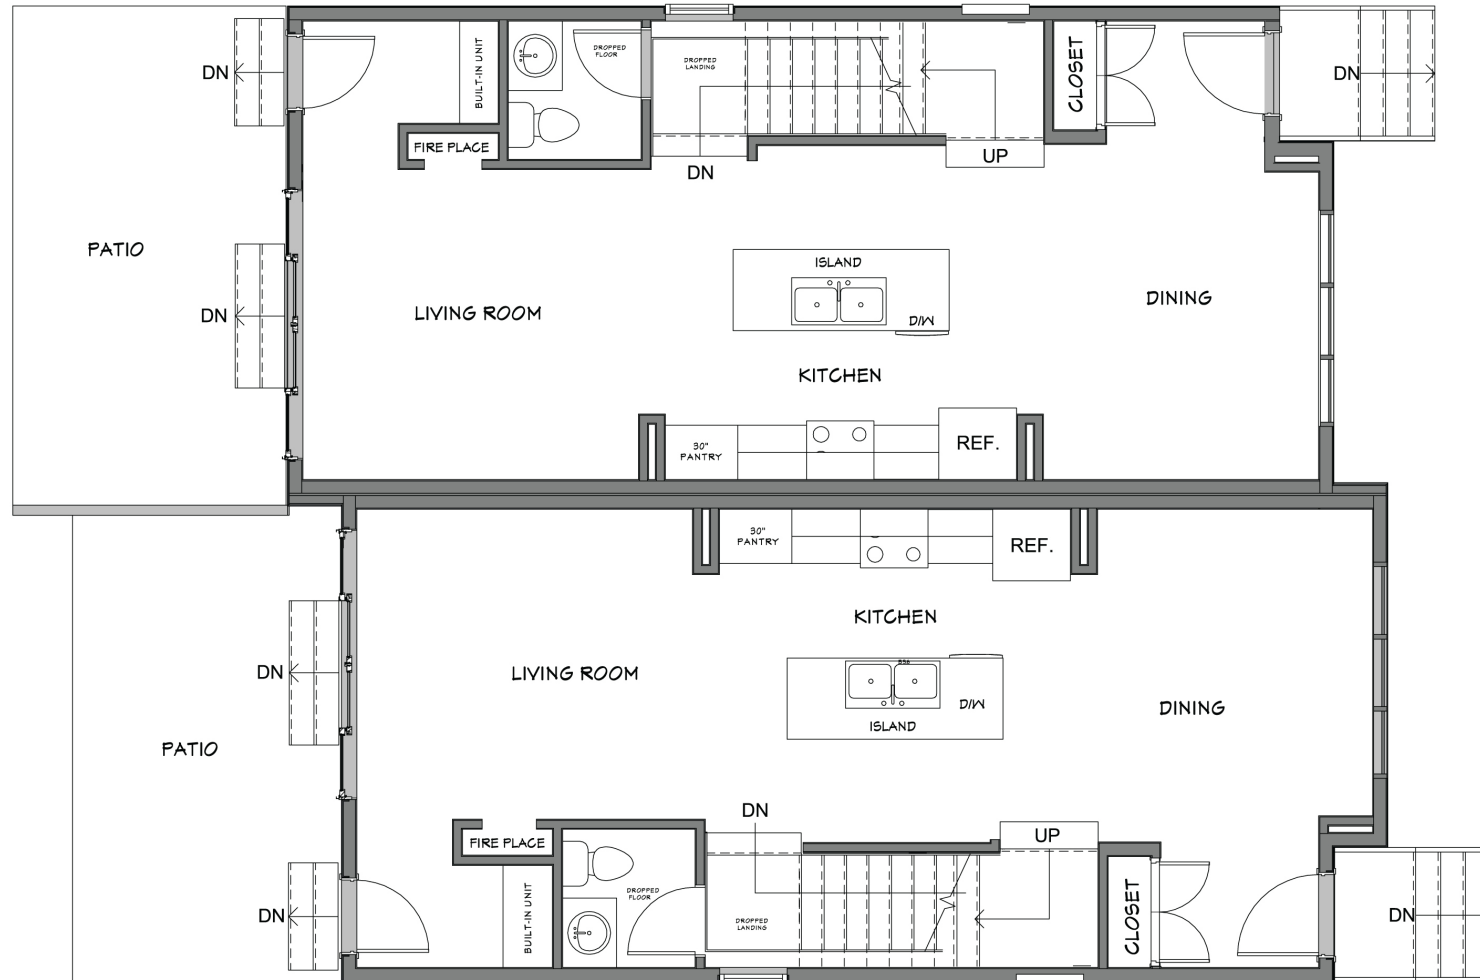 DN
BUILT-IN UNIT
DROPPED
FLOOR
DROPPED
LANDING
CLOSET
DN
FIRE PLACE
DN
UP
PATIO
ISLAND
DINING
DN
LIVING ROOM
D/W
KITCHEN
30"
PANTRY
REF.
30"
PANTRY
REF.
KITCHEN
DN
LIVING ROOM
D/W
ISLAND
DINING
PATIO
DN
UP
FIRE PLACE
DROPPED
FLOOR
DN
BUILT-IN UNIT
DROPPED
LANDING
CLOSET
DN